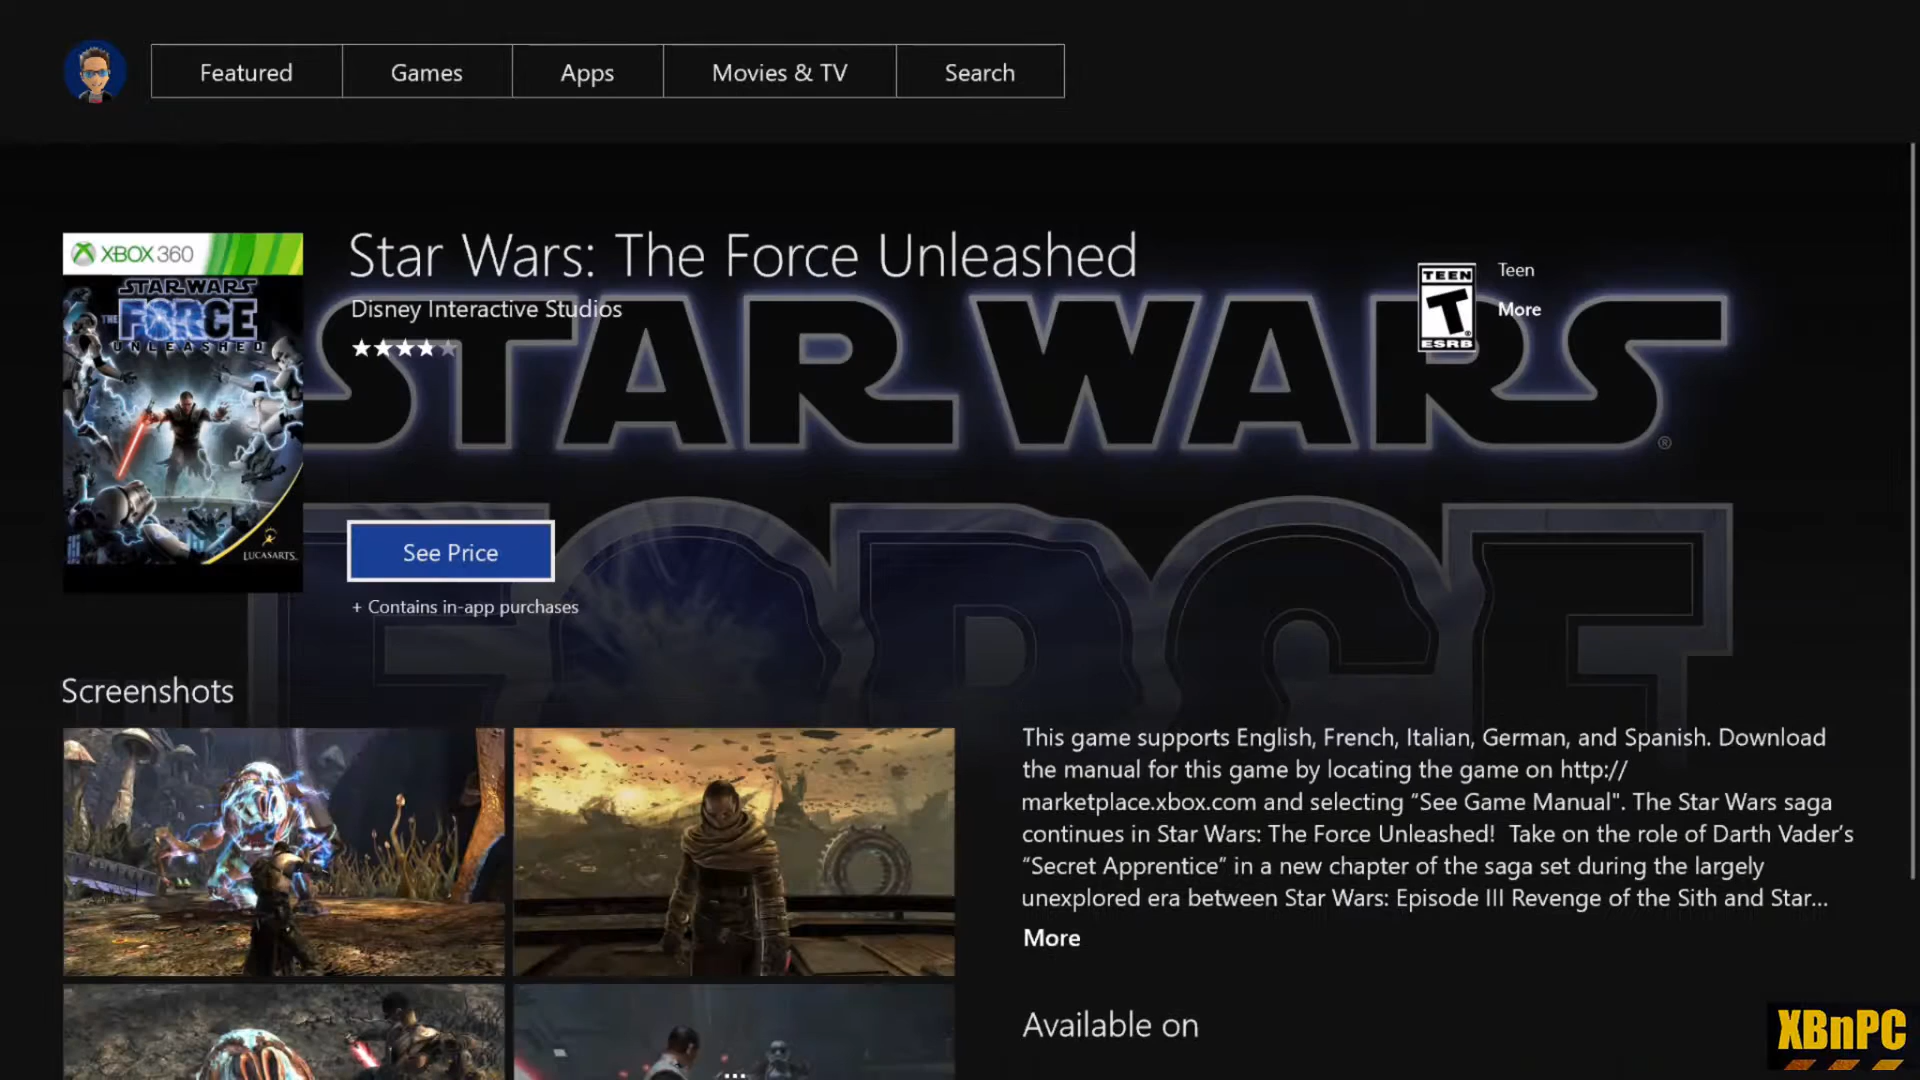 Featured
Games
Apps
Movies & TV
Search
XBOX 360
STAR WARS
THE FORCE
UNLEASHED
LUCASARTS
Star Wars: The Force Unleashed
Disney Interactive Studios
TEEN
T
ESRB
Teen
More
STAR WARS
®
FORCE
See Price
+ Contains in-app purchases
Screenshots
This game supports English, French, Italian, German, and Spanish. Download
the manual for this game by locating the game on http://
marketplace.xbox.com and selecting “See Game Manual". The Star Wars saga
continues in Star Wars: The Force Unleashed!  Take on the role of Darth Vader’s
“Secret Apprentice” in a new chapter of the saga set during the largely
unexplored era between Star Wars: Episode III Revenge of the Sith and Star...
More
Available on
XBnPC